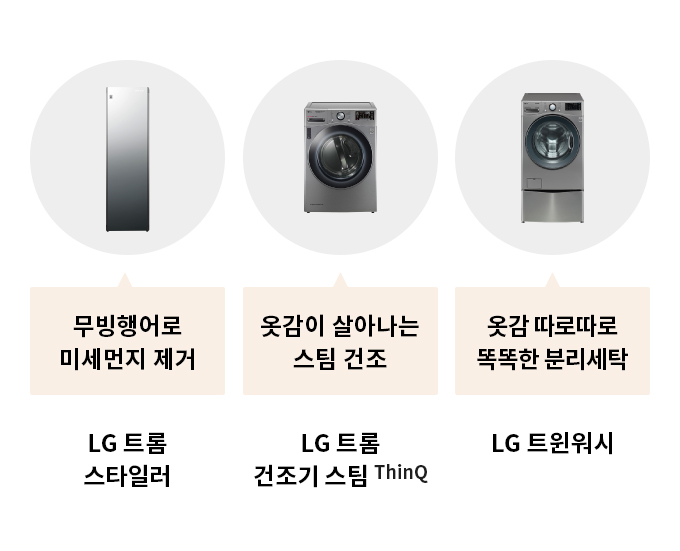 무빙행어로
미세먼지 제거
옷감이 살아나는
스팀 건조
옷감 따로따로
똑똑한 분리세탁
LG 트롬
스타일러
LG 트롬
건조기 스팀 ThinQ
LG 트윈워시